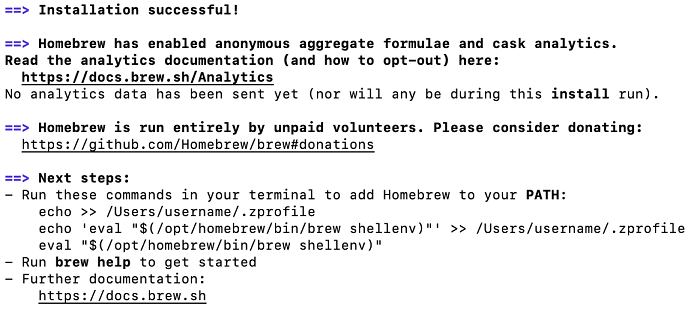 ==> Installation successful!
==> Homebrew has enabled anonymous aggregate formulae and cask analytics.
Read the analytics documentation (and how to opt-out) here:
https://docs.brew.sh/Analytics
No analytics data has been sent yet (nor will any be during this install run).
==> Homebrew is run entirely by unpaid volunteers. Please consider donating:
https://github.com/Homebrew/brew#donations
==> Next steps:
– Run these commands in your terminal to add Homebrew to your PATH:
echo >> /Users/username/.zprofile
echo 'eval "$(/opt/homebrew/bin/brew shellenv)"' >> /Users/username/.zprofile
eval "$(/opt/homebrew/bin/brew shellenv)"
– Run brew help to get started
– Further documentation:
https://docs.brew.sh